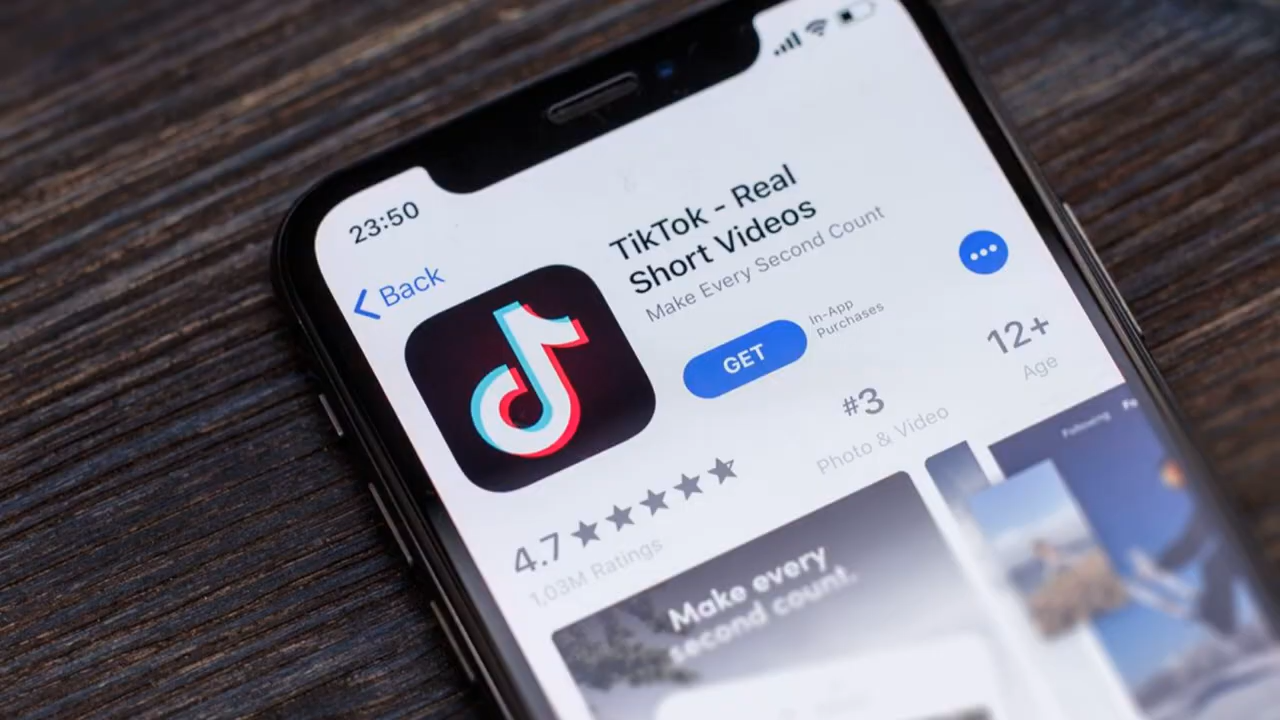 23:50
Back
TikTok - Real
Short Videos
Make Every Second Count
GET
In-App
Purchases
4.7
1,03M Ratings
#3
Photo & Video
12+
Age
Make every
second count.
Following